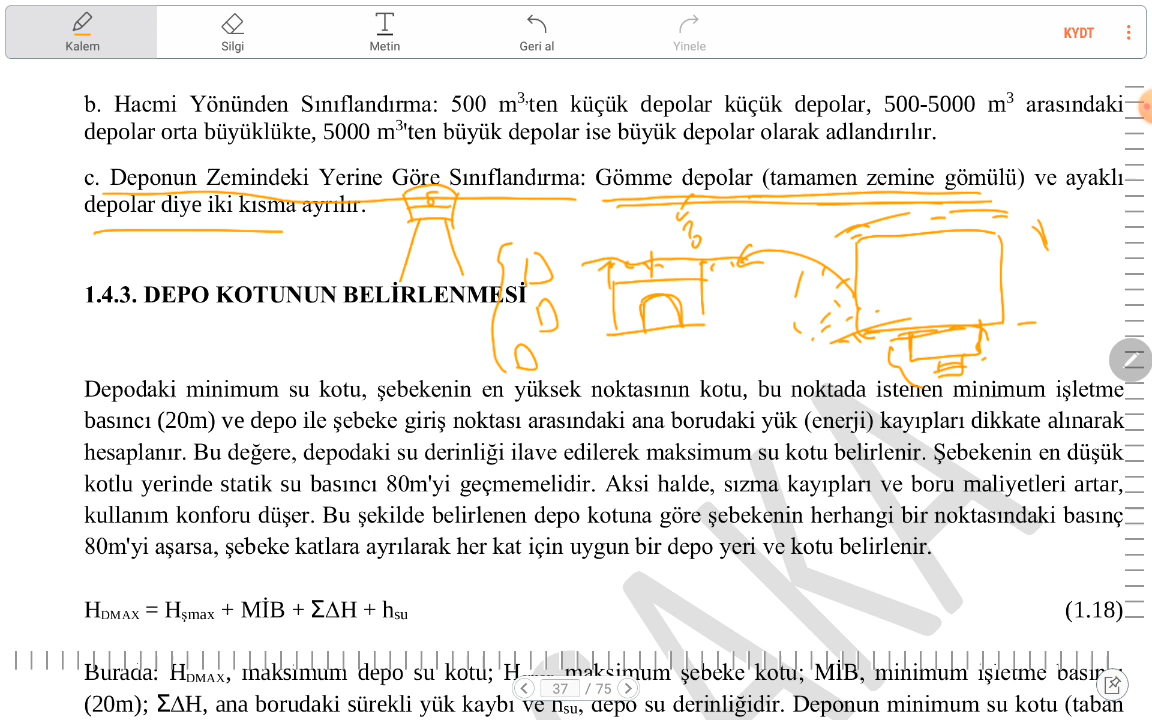 Kalem Silgi Metin Geri al Yinele KYDT
b. Hacmi Yönünden Sınıflandırma: 500 m³'ten küçük depolar küçük depolar, 500-5000 m³ arasındaki
depolar orta büyüklükte, 5000 m³'ten büyük depolar ise büyük depolar olarak adlandırılır.
c. Deponun Zemindeki Yerine Göre Sınıflandırma: Gömme depolar (tamamen zemine gömülü) ve ayaklı
depolar diye iki kısma ayrılır.
1.4.3. DEPO KOTUNUN BELİRLENMESİ
Depodaki minimum su kotu, şebekenin en yüksek noktasının kotu, bu noktada istenen minimum işletme
basıncı (20m) ve depo ile şebeke giriş noktası arasındaki ana borudaki yük (enerji) kayıpları dikkate alınarak
hesaplanır. Bu değere, depodaki su derinliği ilave edilerek maksimum su kotu belirlenir. Şebekenin en düşük
kotlu yerinde statik su basıncı 80m'yi geçmemelidir. Aksi halde, sızma kayıpları ve boru maliyetleri artar,
kullanım konforu düşer. Bu şekilde belirlenen depo kotuna göre şebekenin herhangi bir noktasındaki basınç
80m'yi aşarsa, şebeke katlara ayrılarak her kat için uygun bir depo yeri ve kotu belirlenir.
H_DMAX = H_şmax + MİB + ΣΔH + h_su (1.18)
Burada: H_DMAX, maksimum depo su kotu; maksimum şebeke kotu; MİB, minimum işletme basıncı
37 / 75
(20m); ΣΔH, ana borudaki sürekli yük kaybı ve h_su, depo su derinliğidir. Deponun minimum su kotu (taban